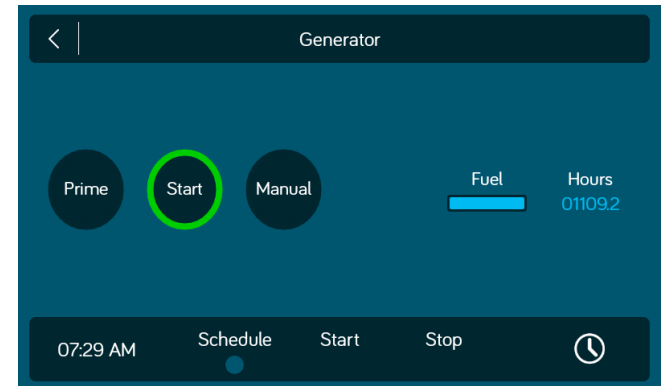 Generator
Prime Start Manual
Fuel Hours
01109.2
07:29 AM Schedule Start Stop